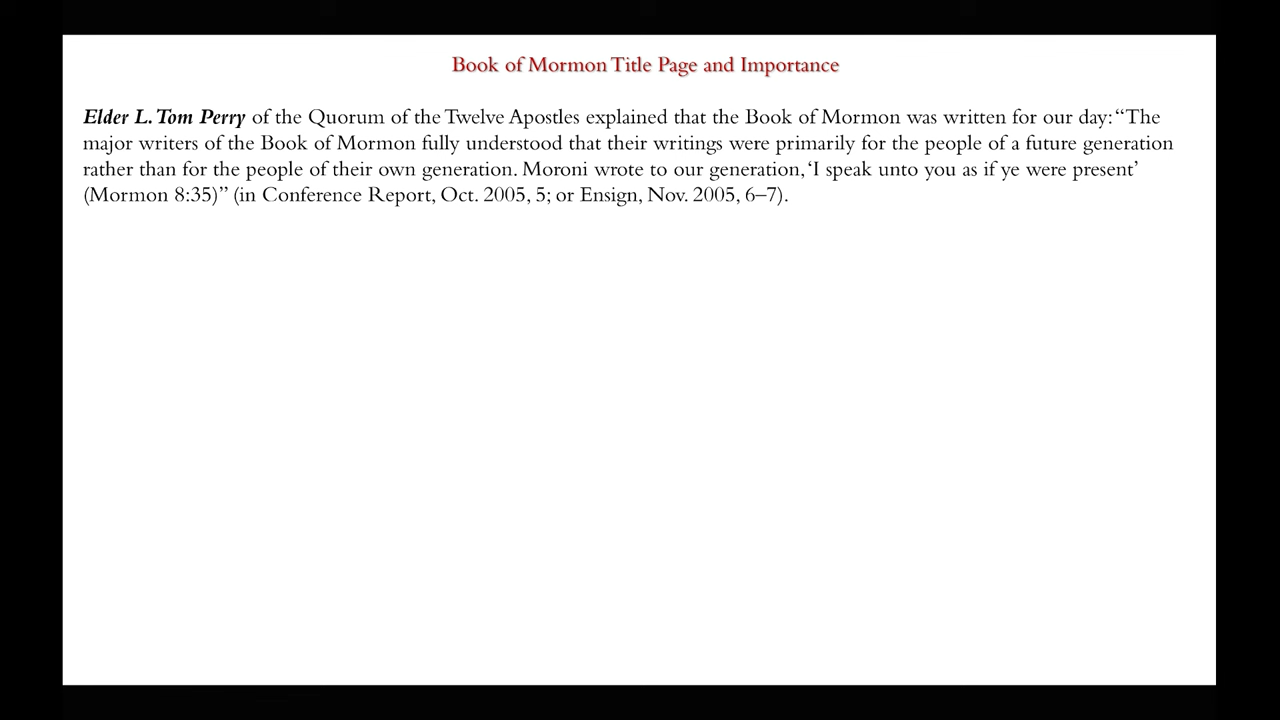 Book of Mormon Title Page and Importance
Elder L. Tom Perry of the Quorum of the Twelve Apostles explained that the Book of Mormon was written for our day: “The
major writers of the Book of Mormon fully understood that their writings were primarily for the people of a future generation
rather than for the people of their own generation. Moroni wrote to our generation, ‘I speak unto you as if ye were present’
(Mormon 8:35)” (in Conference Report, Oct. 2005, 5; or Ensign, Nov. 2005, 6–7).